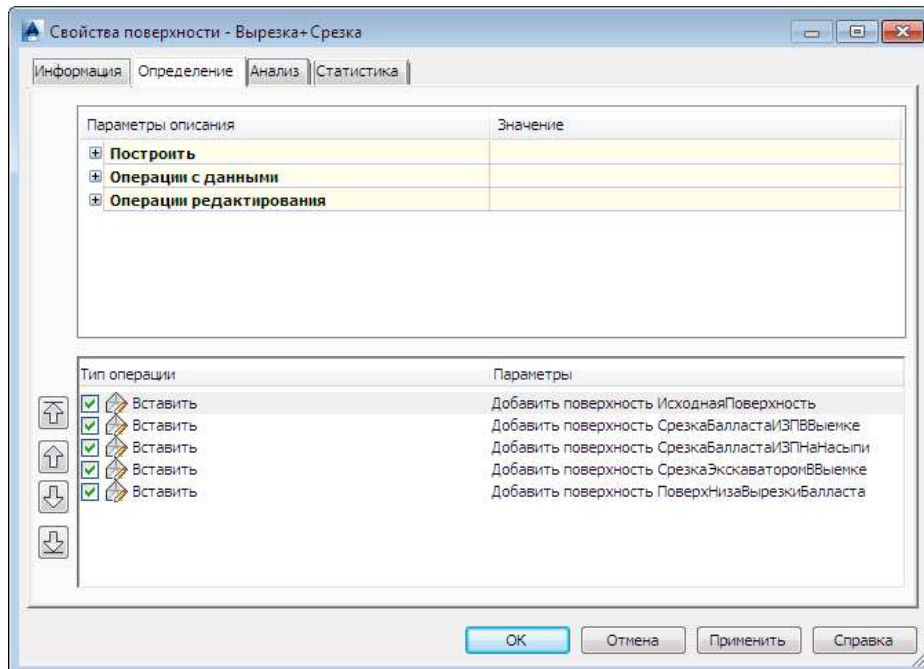 Свойства поверхности - Вырезка+Срезка
Информация Определение Анализ Статистика
Параметры описания Значение
Построить
Операции с данными
Операции редактирования
Тип операции Параметры
Вставить Добавить поверхность ИсходнаяПоверхность
Вставить Добавить поверхность СрезкаБалластаИЗПВВыемке
Вставить Добавить поверхность СрезкаБалластаИЗПНаНасыпи
Вставить Добавить поверхность СрезкаЭкскаваторомВВыемке
Вставить Добавить поверхность ПоверхНизаВырезкиБалласта
ОК Отмена Применить Справка